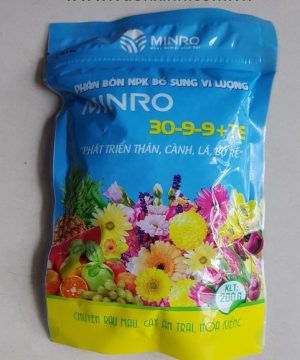 MINRO
PHÂN BÓN NPK BỔ SUNG VI LƯỢNG
MINRO
30-9-9+TE
"PHÁT TRIỂN THÂN, CÀNH, LÁ, BỘ RỄ"
KLT:
200 G
CHUYÊN RAU MÀU, CÂY ĂN TRÁI, HOA KIỂNG